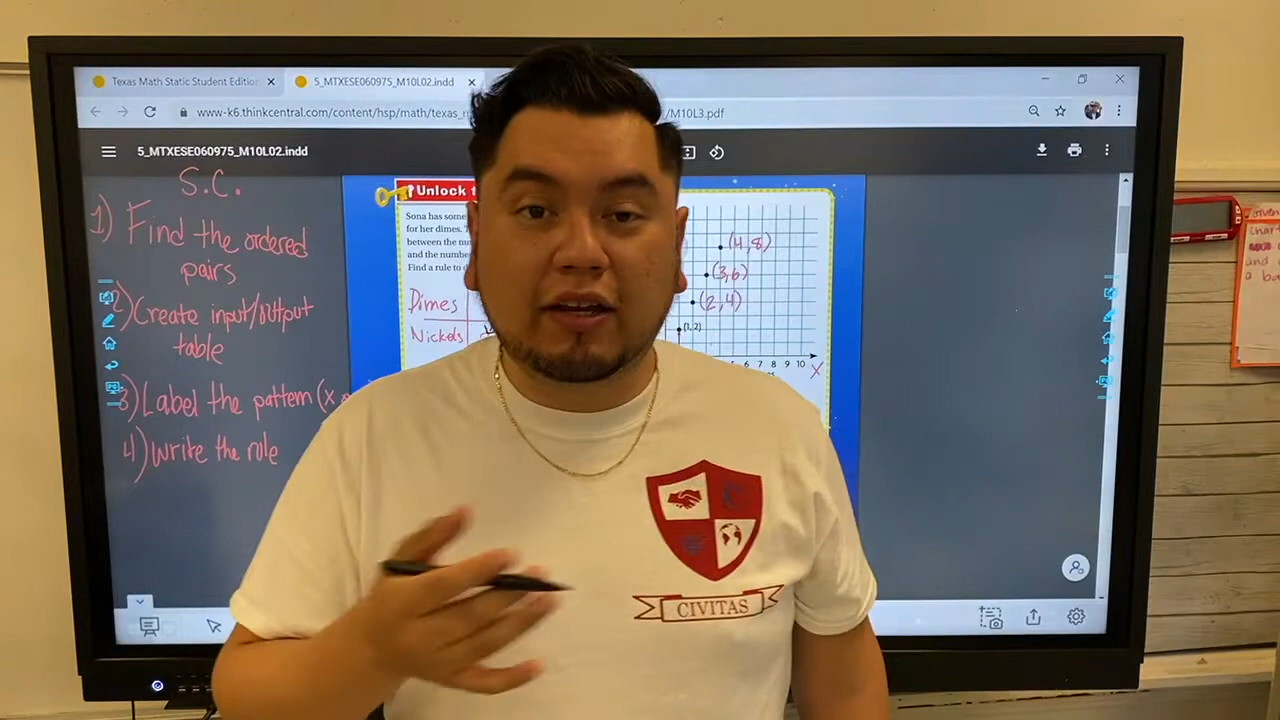 Texas Math Static Student Edition
5_MTXESE060975_M10L02.indd
www-k6.thinkcentral.com/content/hsp/math/texas_
/M10L3.pdf
5_MTXESE060975_M10L02.indd
S.C.
1) Find the ordered
pairs
2) Create input/output
table
3) Label the pattern (x
4) Write the rule
Unlock
Sona has some
for her dimes.
between the
and the number
Find a rule to
Dimes
Nickels
(4,8)
(3,6)
(2,4)
(1, 2)
6 7 8 9 10
X
CIVITAS